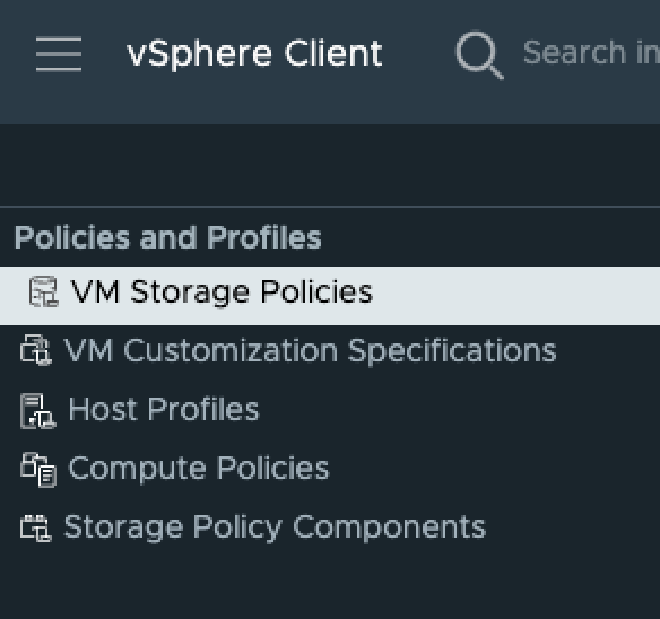 vSphere Client
Search in
Policies and Profiles
VM Storage Policies
VM Customization Specifications
Host Profiles
Compute Policies
Storage Policy Components